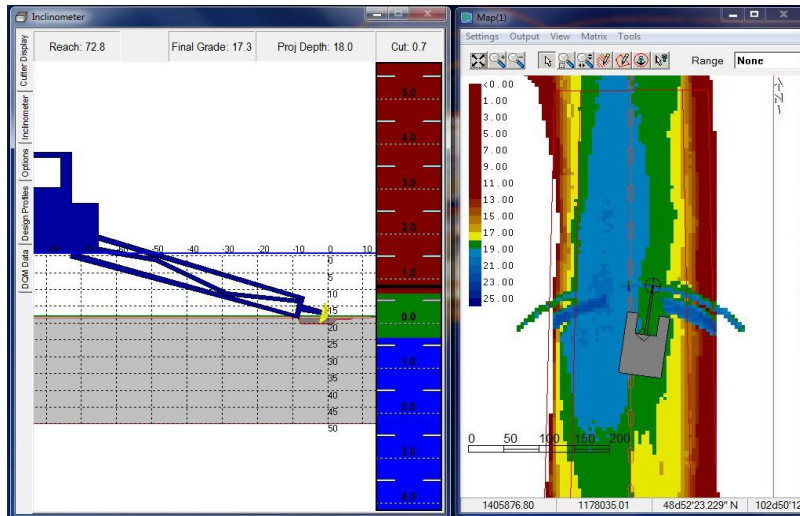 Inclinometer
Reach: 72.8 Final Grade: 17.3 Proj Depth: 18.0 Cut: 0.7
Cutter Display
Inclinometer
Options
Design Profiles
DGM Data
-30 -20 -10 0 10
0
5
10
15
20
25
30
35
40
45
50
5.0
4.0
3.0
2.0
1.0
0.0
1.0
2.0
3.0
4.0
Map(1)
Settings Output View Matrix Tools
Range None
<0.00
1.00
3.00
5.00
7.00
9.00
11.00
13.00
15.00
17.00
19.00
21.00
23.00
25.00
0 50 100 150 200
1405876.80 1178035.01 48d52'23.229" N 102d50'12